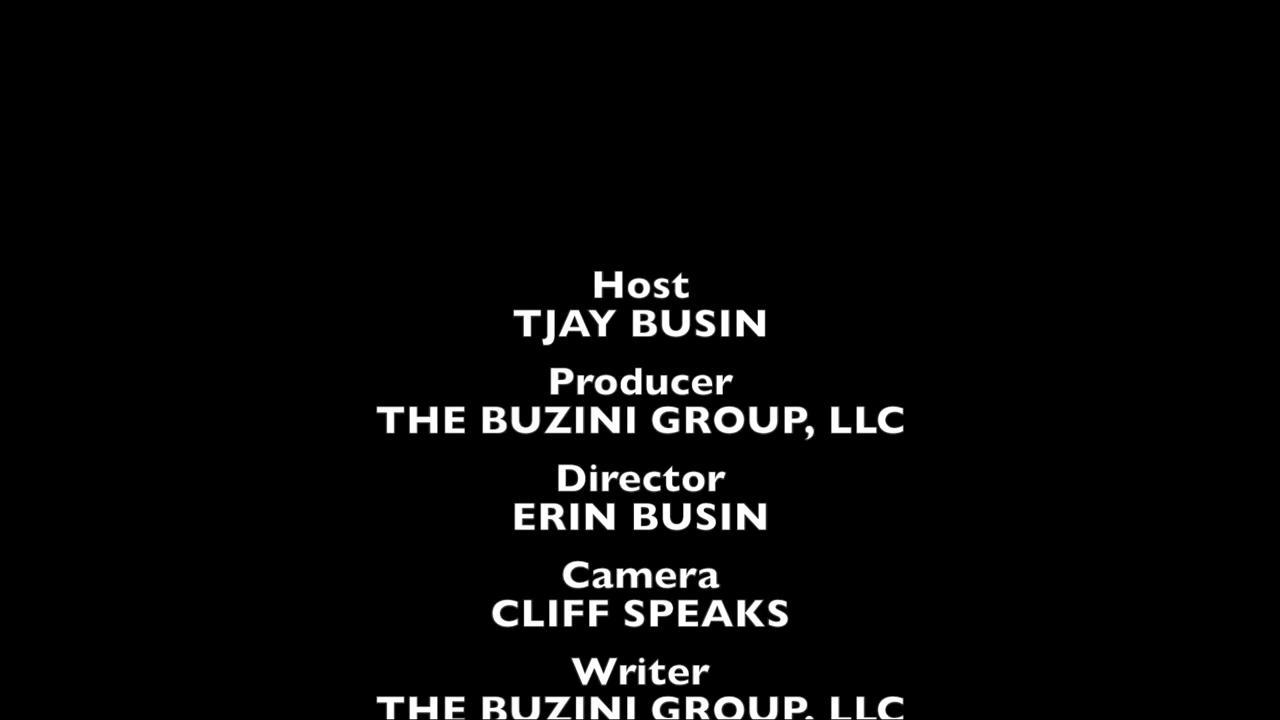 Host
TJAY BUSIN
Producer
THE BUZINI GROUP, LLC
Director
ERIN BUSIN
Camera
CLIFF SPEAKS
Writer
THE BUZINI GROUP, LLC